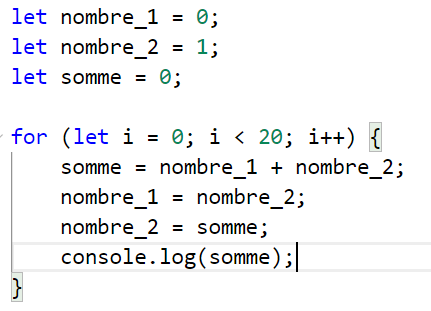 let nombre_1 = 0;
let nombre_2 = 1;
let somme = 0;

for (let i = 0; i < 20; i++) {
    somme = nombre_1 + nombre_2;
    nombre_1 = nombre_2;
    nombre_2 = somme;
    console.log(somme);
}